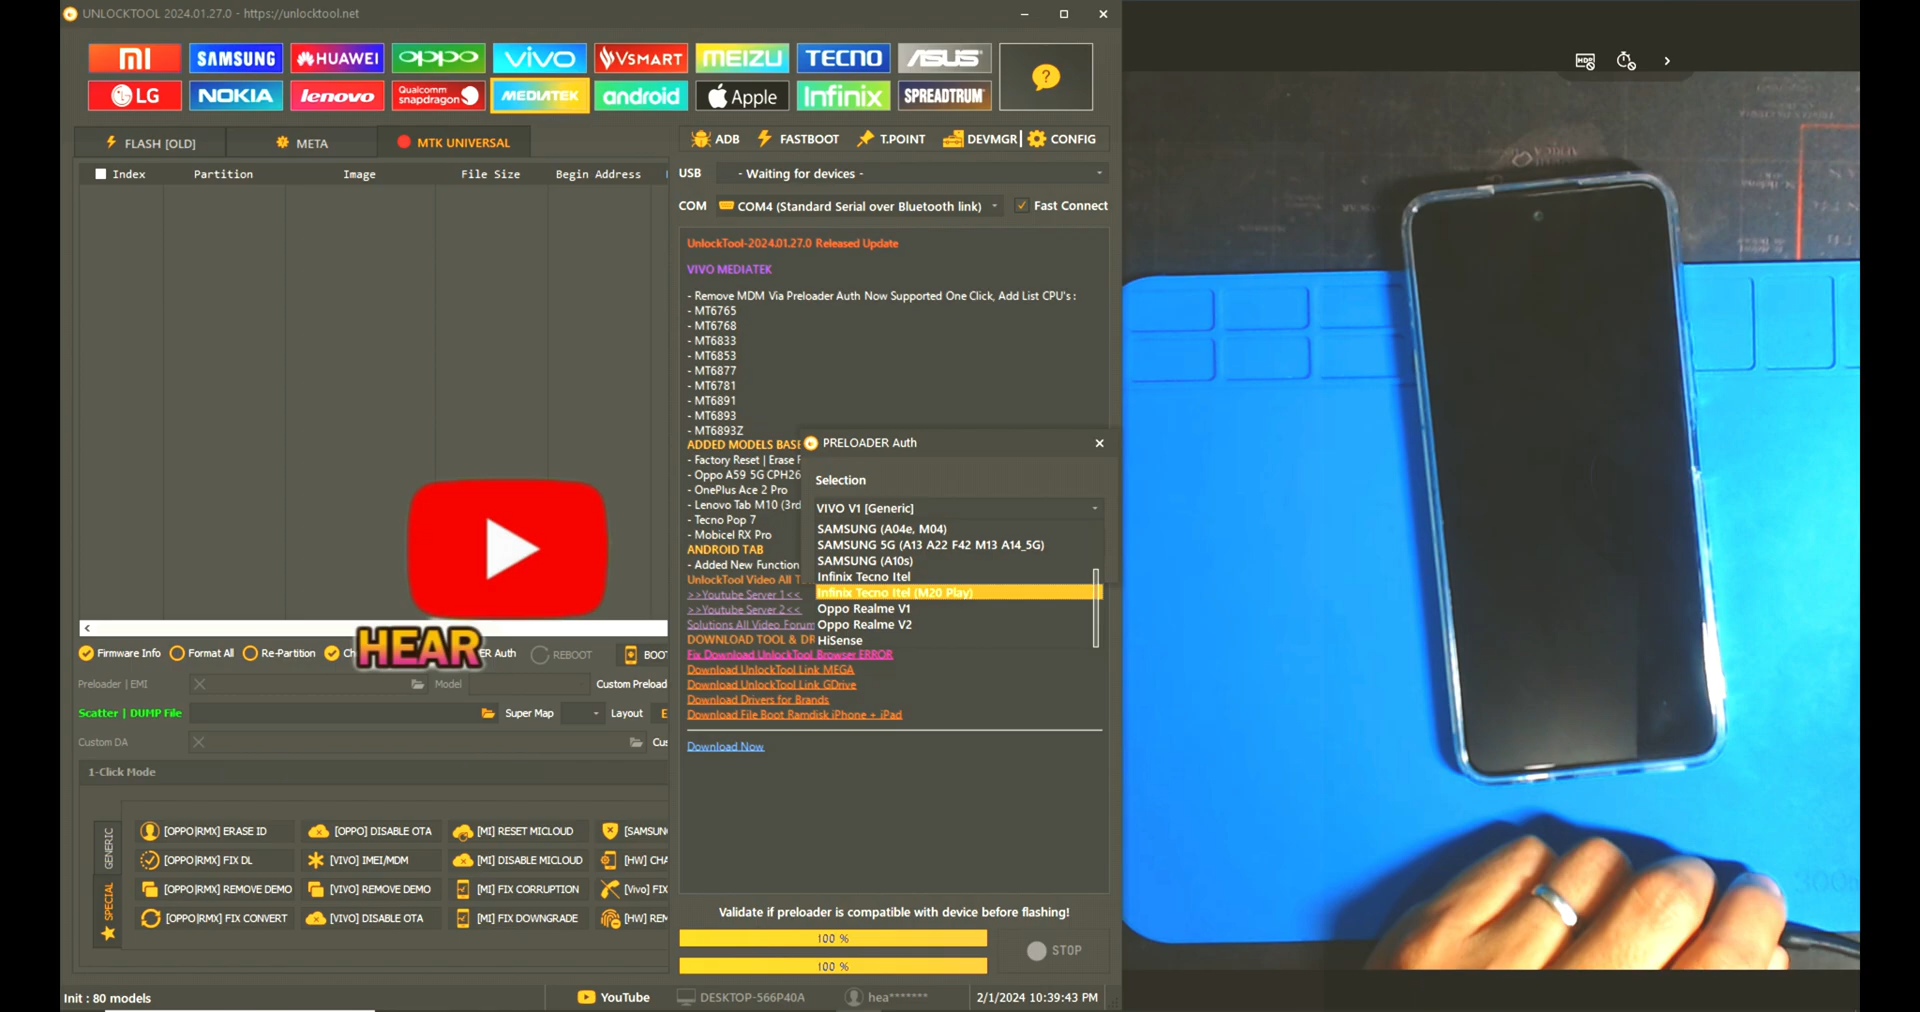 UNLOCKTOOL 2024.01.27.0 - https://unlocktool.net
SAMSUNG
HUAWEI
oppo
vivo
VSMART
MEIZU
TECNO
ASUS
LG
NOKIA
lenovo
Qualcomm snapdragon
MEDIATEK
android
Apple
Infinix
SPREADTRUM
FLASH [OLD]
META
MTK UNIVERSAL
ADB
FASTBOOT
T.POINT
DEVMGR
CONFIG
Index
Partition
Image
File Size
Begin Address
USB
- Waiting for devices -
COM
COM4 (Standard Serial over Bluetooth link)
Fast Connect
UnlockTool-2024.01.27.0 Released Update
VIVO MEDIATEK
- Remove MDM Via Preloader Auth Now Supported One Click, Add List CPU's :
- MT6765
- MT6768
- MT6833
- MT6853
- MT6877
- MT6781
- MT6891
- MT6893
- MT6893Z
ADDED MODELS BASE
- Factory Reset | Erase F
- Oppo A59 5G CPH26
- OnePlus Ace 2 Pro
- Lenovo Tab M10 (3rd
- Tecno Pop 7
- Mobicel RX Pro
ANDROID TAB
- Added New Function
UnlockTool Video All T
>>Youtube Server 1<<
>>Youtube Server 2<<
Solutions All Video Forum
DOWNLOAD TOOL & DR
Fix Download UnlockTool Browser ERROR
Download UnlockTool Link MEGA
Download UnlockTool Link GDrive
Download Drivers for Brands
Download File Boot Ramdisk iPhone + iPad
Download Now
PRELOADER Auth
Selection
VIVO V1 [Generic]
SAMSUNG (A04e, M04)
SAMSUNG 5G (A13 A22 F42 M13 A14_5G)
SAMSUNG (A10s)
Infinix Tecno Itel
Infinix Tecno Itel (M20 Play)
Oppo Realme V1
Oppo Realme V2
HiSense
HEAR
Firmware Info
Format All
Re-Partition
Ch
ER Auth
REBOOT
BOOT
Preloader | EMI
Model
Custom Preload
Scatter | DUMP File
Super Map
Layout
E
Custom DA
Cus
1-Click Mode
GENERIC
SPECIAL
[OPPO|RMX] ERASE ID
[OPPO] DISABLE OTA
[MI] RESET MICLOUD
[SAMSUN
[OPPO|RMX] FIX DL
[VIVO] IMEI/MDM
[MI] DISABLE MICLOUD
[HW] CHA
[OPPO|RMX] REMOVE DEMO
[VIVO] REMOVE DEMO
[MI] FIX CORRUPTION
[Vivo] FIX
[OPPO|RMX] FIX CONVERT
[VIVO] DISABLE OTA
[MI] FIX DOWNGRADE
[HW] REM
Validate if preloader is compatible with device before flashing!
100 %
100 %
STOP
Init : 80 models
YouTube
DESKTOP-566P40A
hea*******
2/1/2024 10:39:43 PM